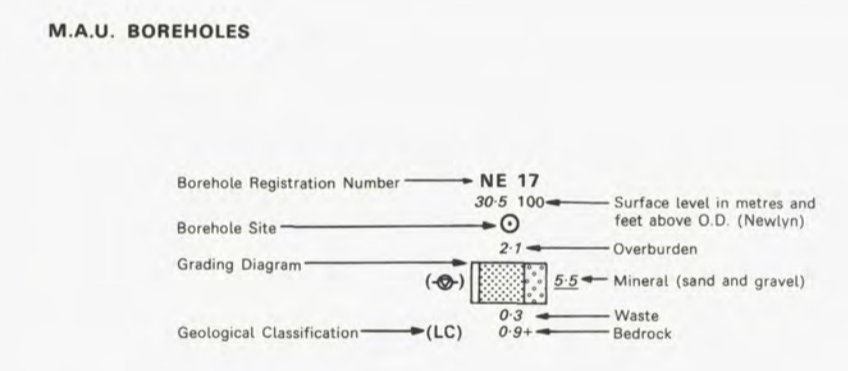 M.A.U. BOREHOLES
Borehole Registration Number NE 17
30·5 100 Surface level in metres and
feet above O.D. (Newlyn)
Borehole Site
2·1 Overburden
Grading Diagram
5·5 Mineral (sand and gravel)
0·3 Waste
Geological Classification (LC) 0·9+ Bedrock